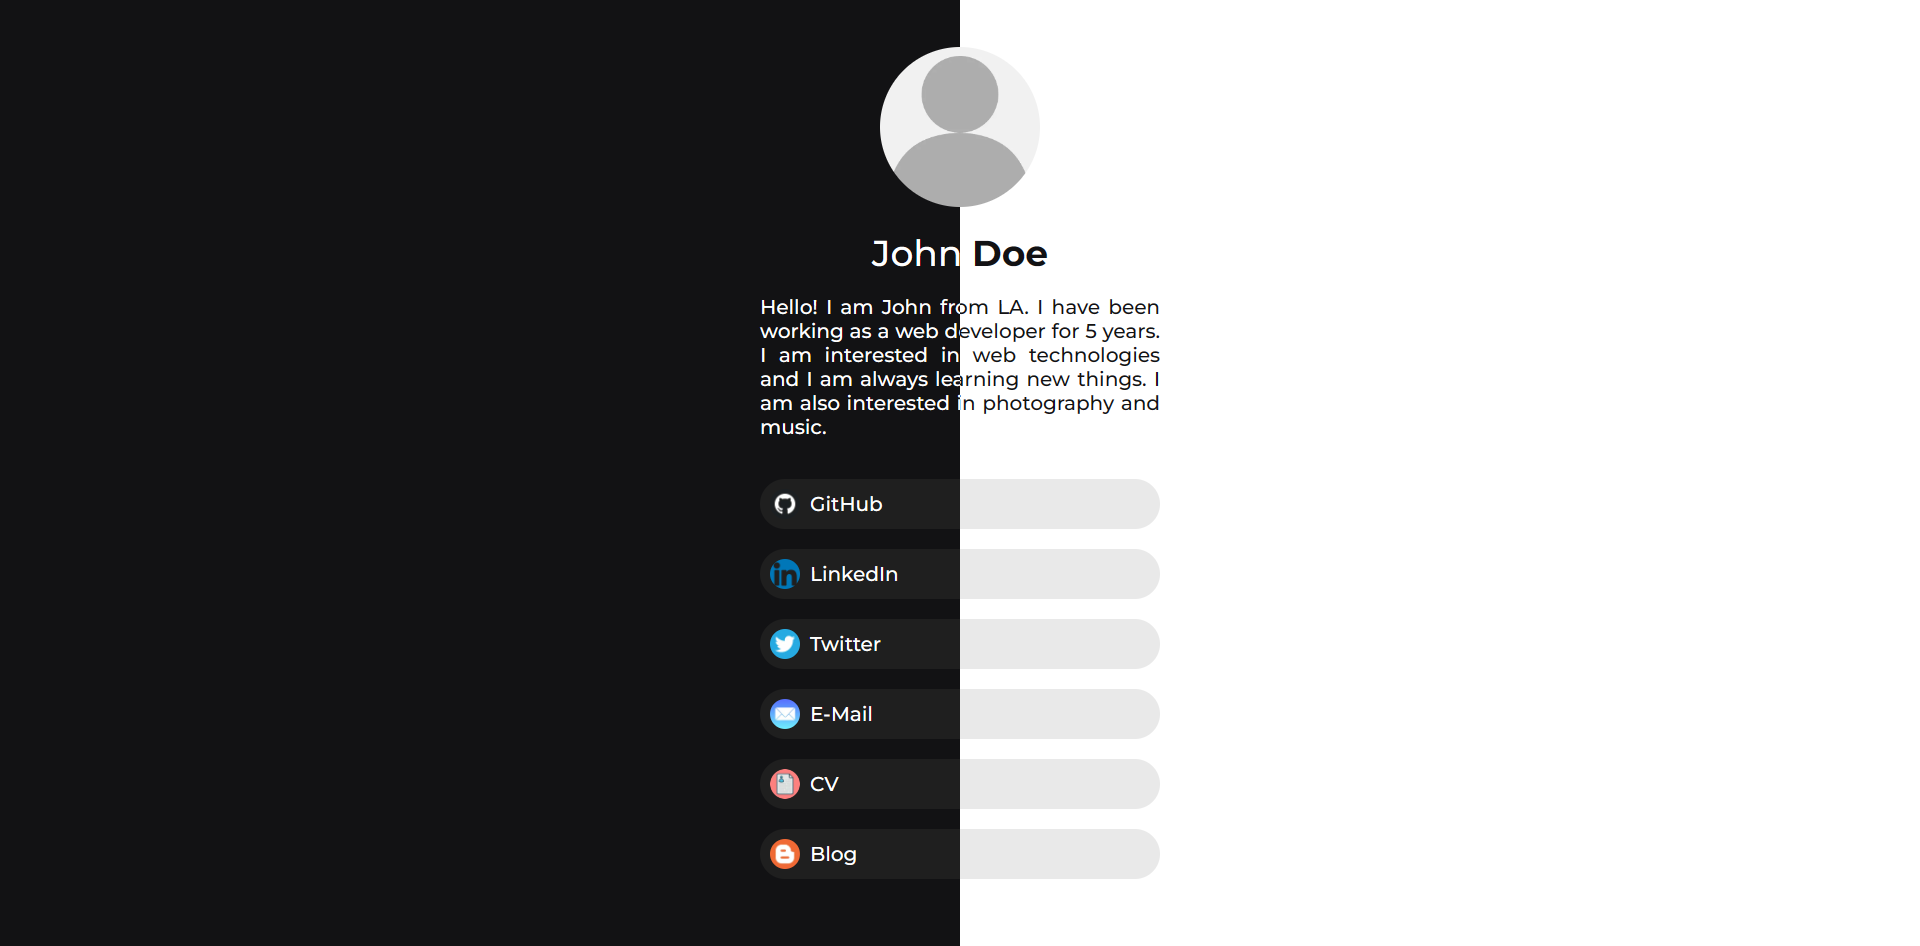 John Doe
Hello! I am John from LA. I have been
working as a web developer for 5 years.
I am interested in web technologies
and I am always learning new things. I
am also interested in photography and
music.
GitHub
LinkedIn
Twitter
E-Mail
CV
Blog